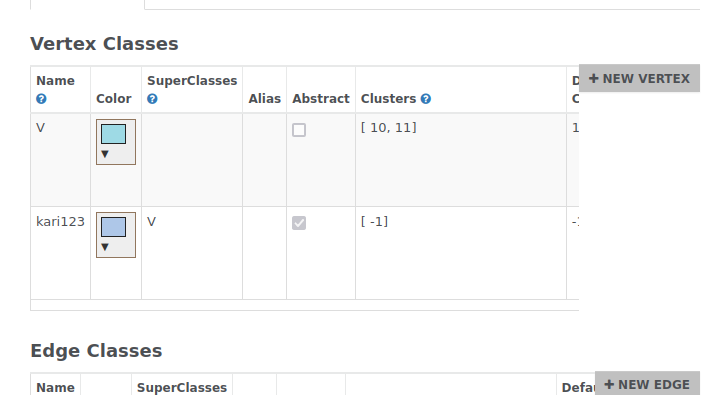 Vertex Classes
+ NEW VERTEX
Name ? Color SuperClasses ? Alias Abstract Clusters ?
V [ 10, 11] 1
kari123 V [ -1]
Edge Classes
+ NEW EDGE
Name SuperClasses